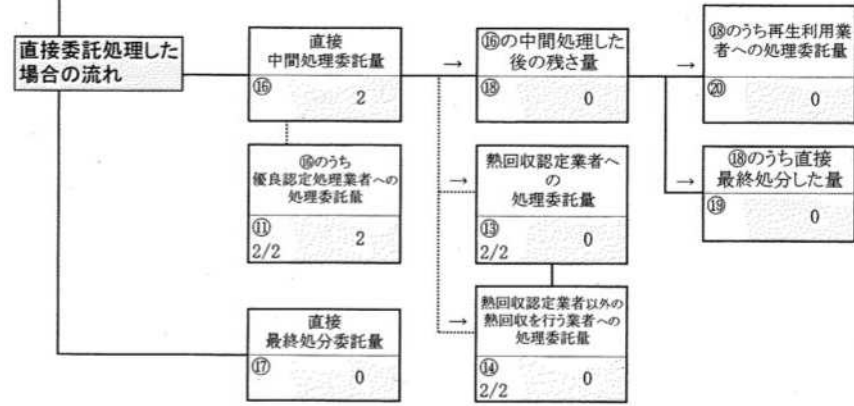 直接委託処理した
場合の流れ
直接
中間処理委託量
⑯
2
→
⑯の中間処理した
後の残さ量
⑱
0
→
⑱のうち再生利用業
者への処理委託量
⑳
0
⑯のうち
優良認定処理業者への
処理委託量
⑪
2/2
2
→
熱回収認定業者へ
の
処理委託量
⑬
2/2
0
→
⑱のうち直接
最終処分した量
⑲
0
直接
最終処分委託量
⑰
0
→
熱回収認定業者以外の
熱回収を行う業者への
処理委託量
⑭
2/2
0